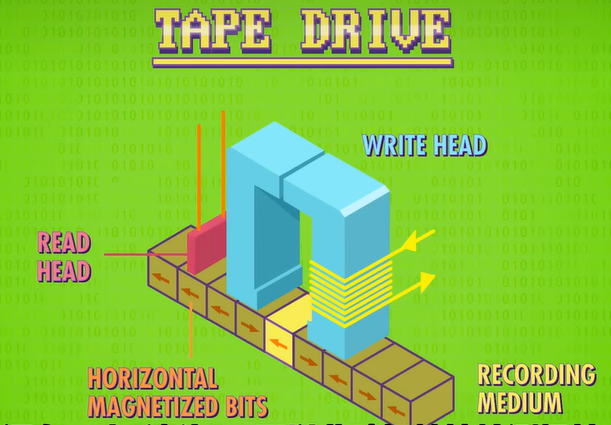 TAPE DRIVE
WRITE HEAD
READ
HEAD
HORIZONTAL
MAGNETIZED BITS
RECORDING
MEDIUM